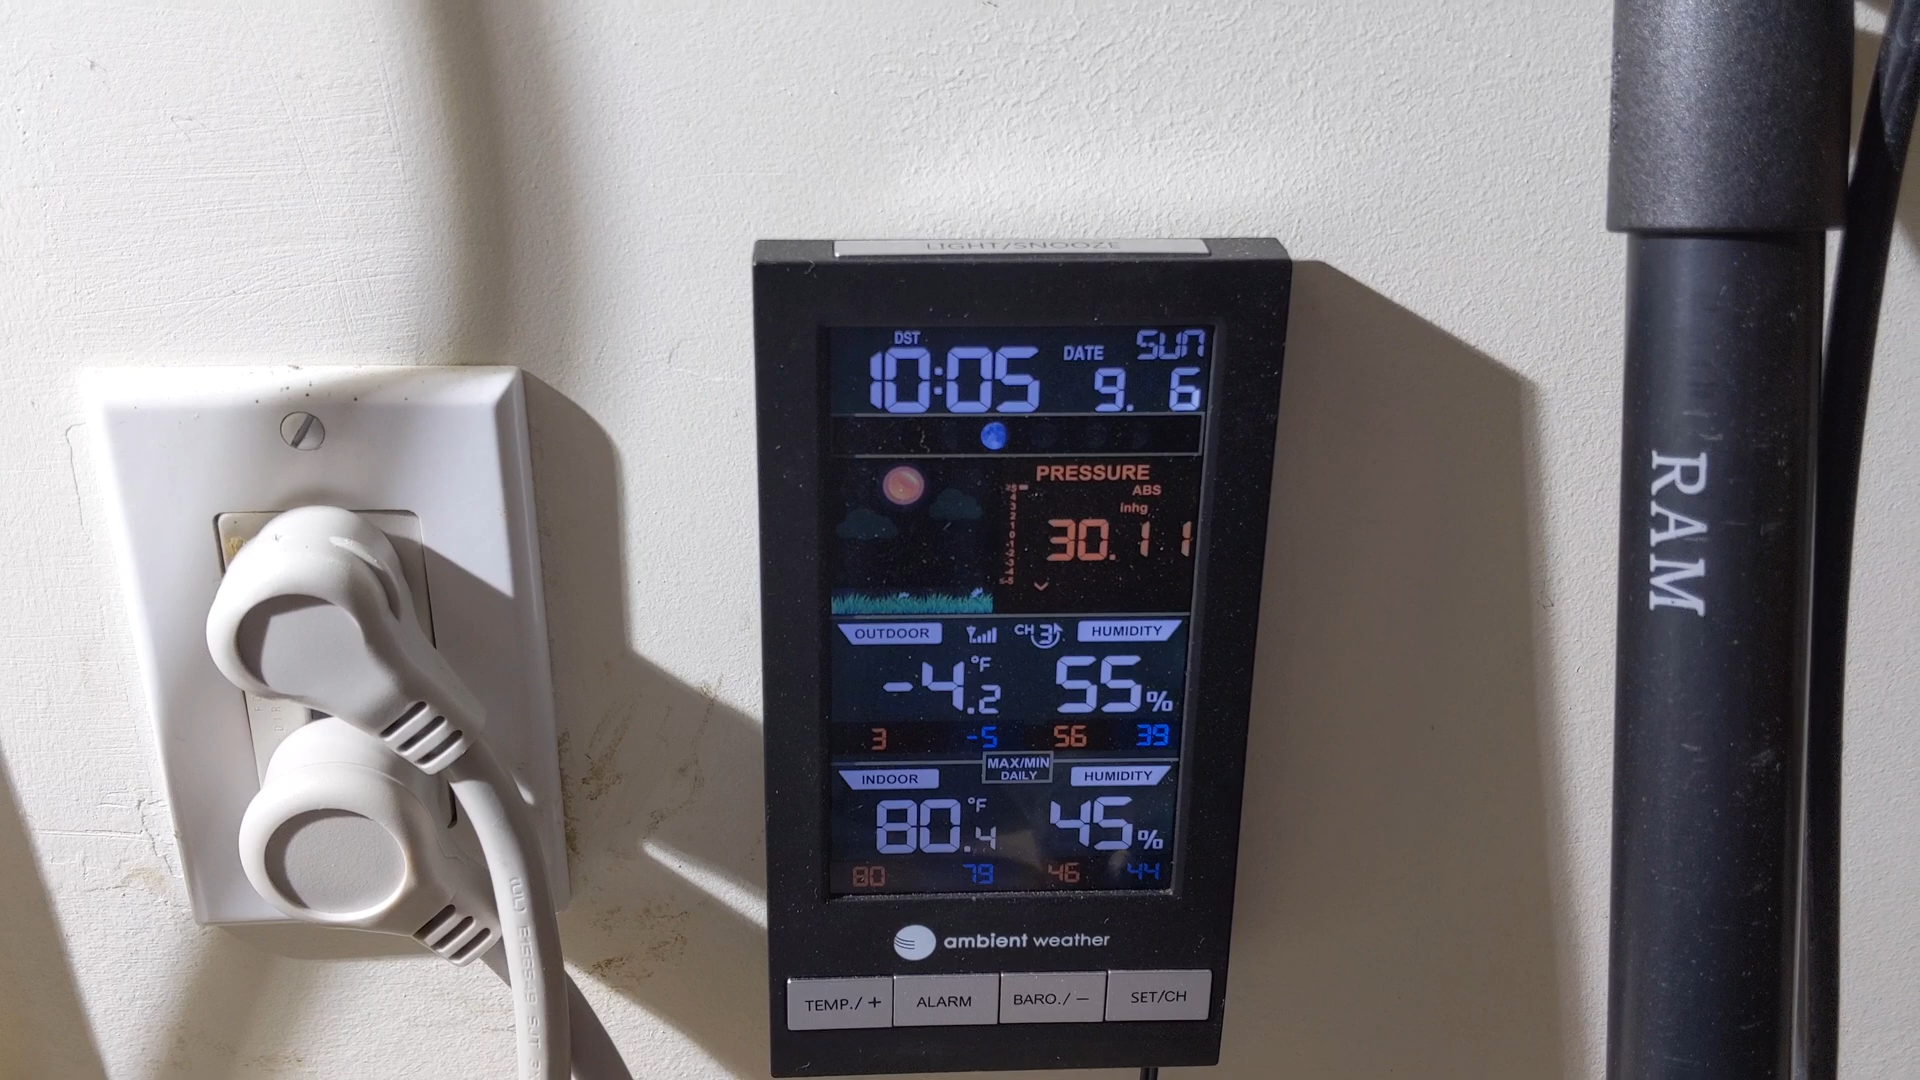 LIGHT/SNOOZE
DST
10:05
DATE
SUN
9. 6
PRESSURE
ABS
inhg
30.11
OUTDOOR
CH 3
HUMIDITY
-4.2 °F
55%
3 -5 56 39
MAX/MIN
DAILY
INDOOR
HUMIDITY
80.4 °F
45%
80 79 46 44
ambient weather
TEMP./ + ALARM BARO./ − SET/CH
RAM